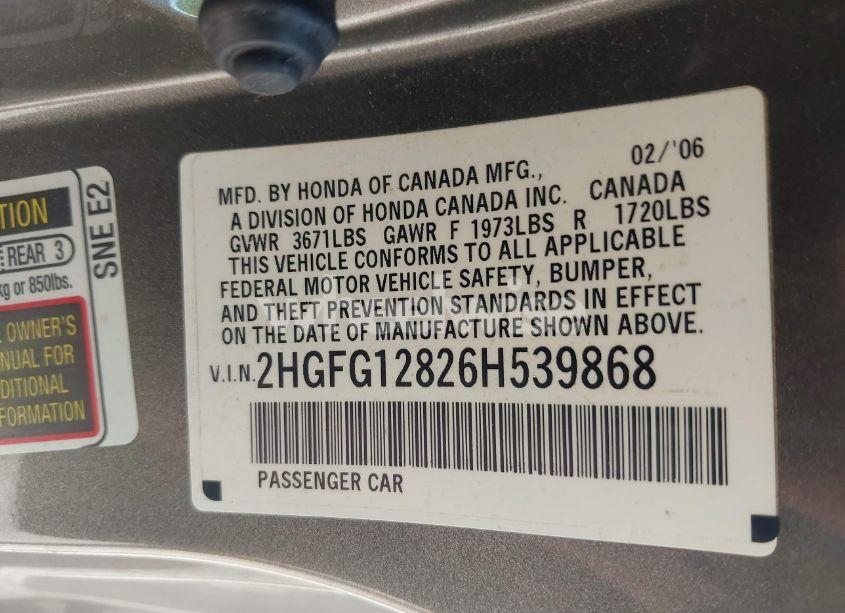 TION
REAR 3
kg or 850lbs.
OWNER'S
NUAL FOR
DITIONAL
FORMATION
SNE E2
02/'06
MFD. BY HONDA OF CANADA MFG.,
A DIVISION OF HONDA CANADA INC. CANADA
GVWR 3671LBS GAWR F 1973LBS R 1720LBS
THIS VEHICLE CONFORMS TO ALL APPLICABLE
FEDERAL MOTOR VEHICLE SAFETY, BUMPER,
AND THEFT PREVENTION STANDARDS IN EFFECT
ON THE DATE OF MANUFACTURE SHOWN ABOVE.
V.I.N. 2HGFG12826H539868
PASSENGER CAR